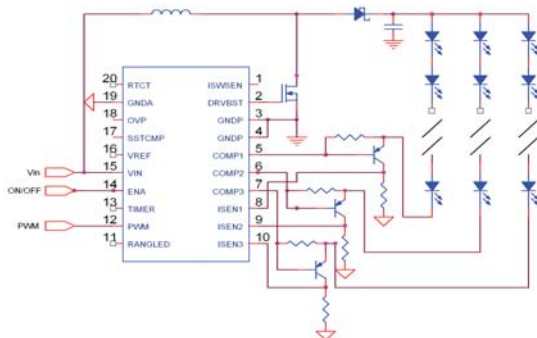 20 RTCT ISWSEN 1
19 GNDA DRVBST 2
18 OVP GNDP 3
17 SSTCMP GNDP 4
16 VREF COMP1 5
Vin 15 VIN COMP2 6
ON/OFF 14 ENA COMP3 7
13 TIMER ISEN1 8
PWM 12 PWM ISEN2 9
11 RANGLED ISEN3 10